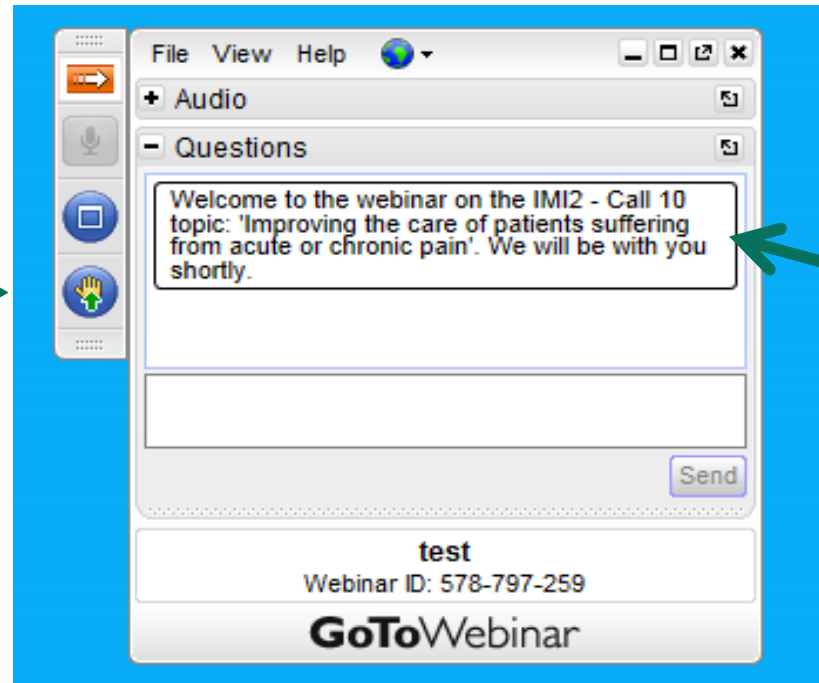 File View Help
Audio
Questions
Welcome to the webinar on the IMI2 - Call 10
topic: 'Improving the care of patients suffering
from acute or chronic pain'. We will be with you
shortly.
Send
test
Webinar ID: 578-797-259
GoToWebinar